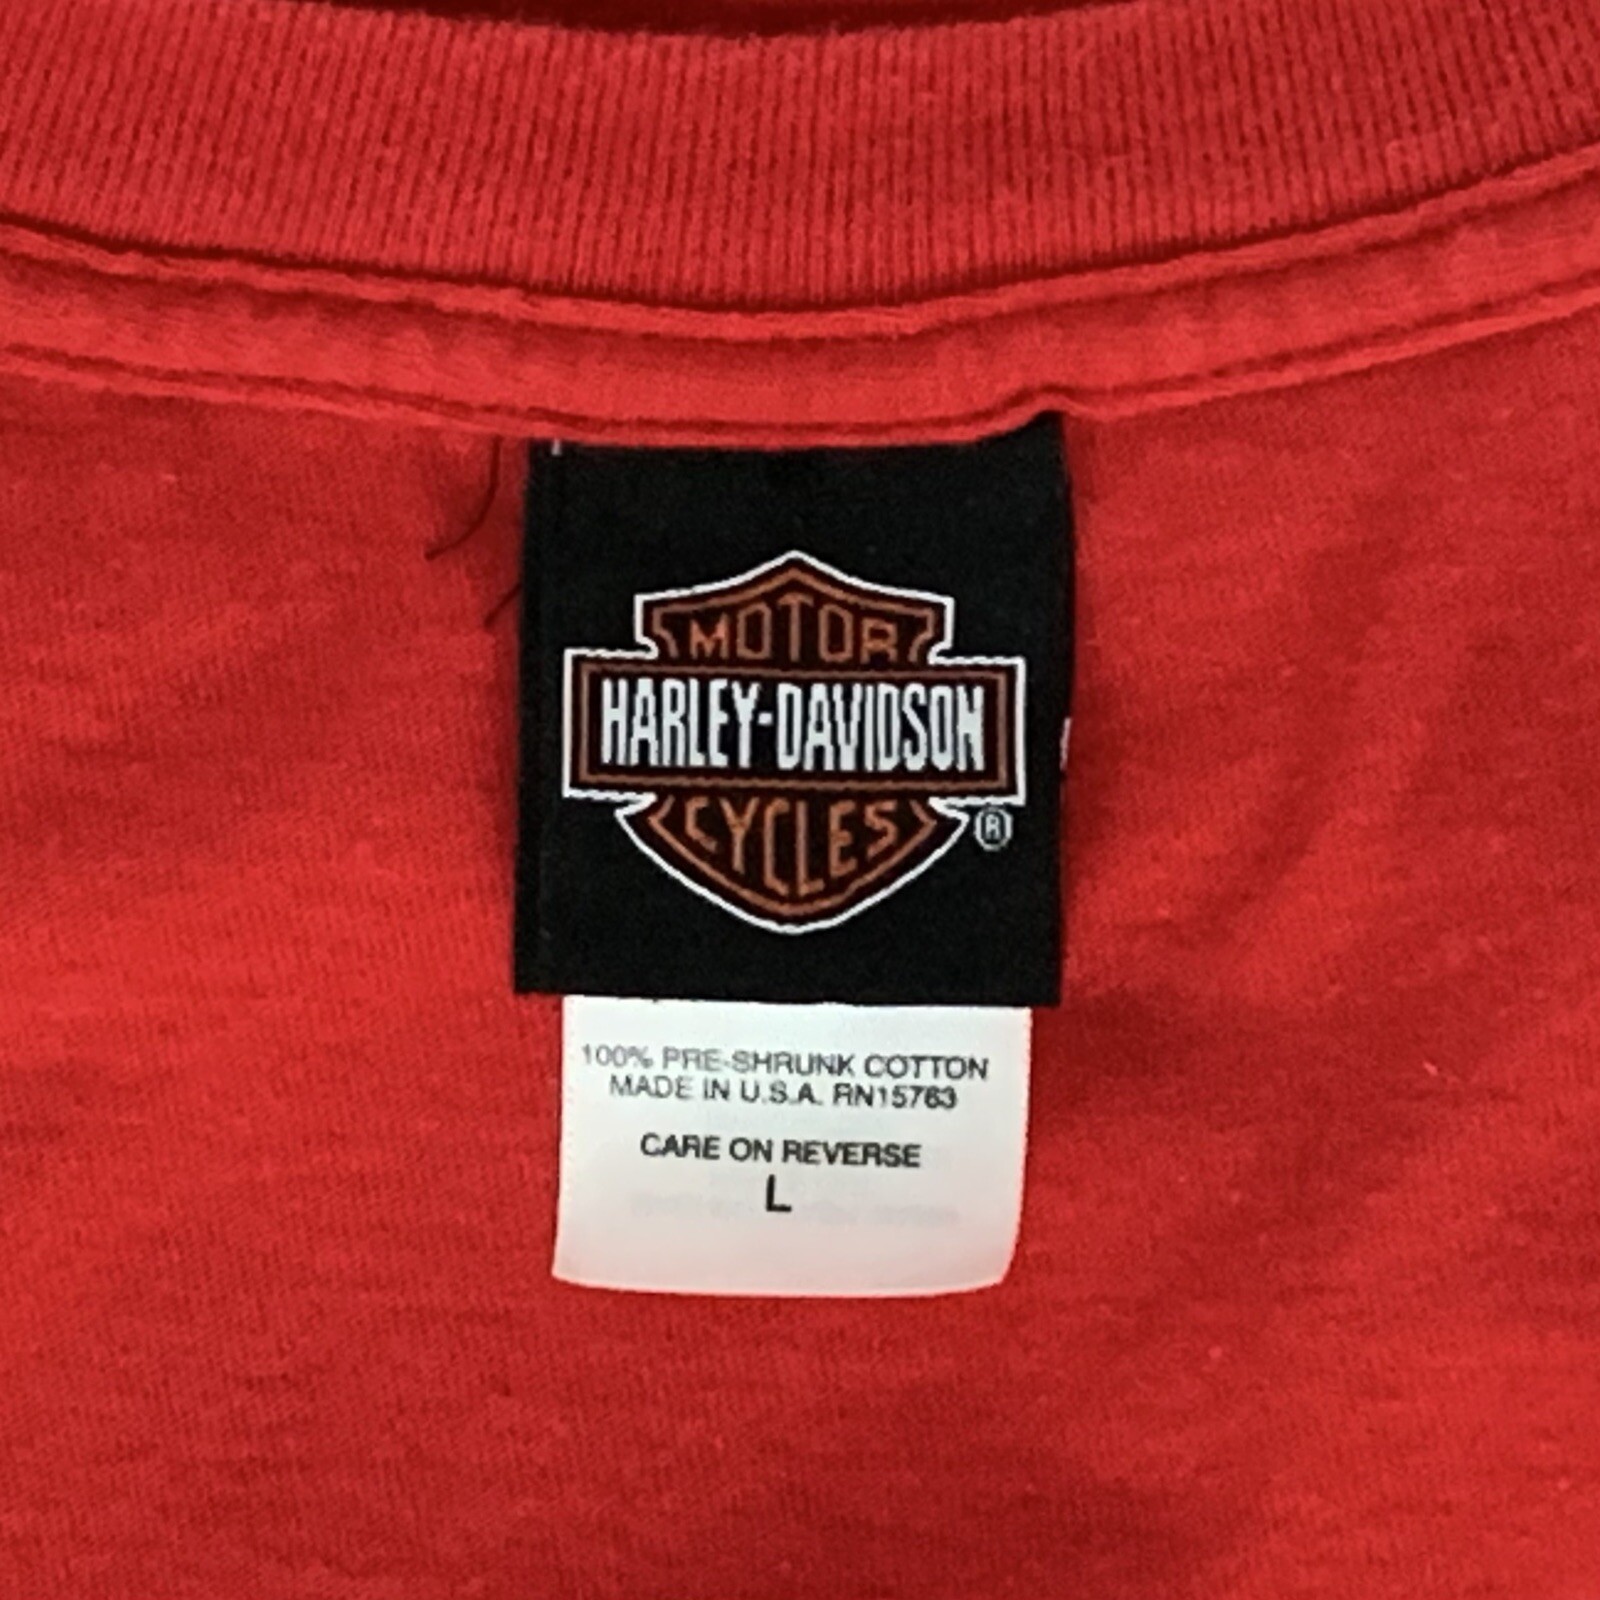 MOTOR
HARLEY-DAVIDSON
CYCLES
®
100% PRE-SHRUNK COTTON
MADE IN U.S.A. RN15763
CARE ON REVERSE
L